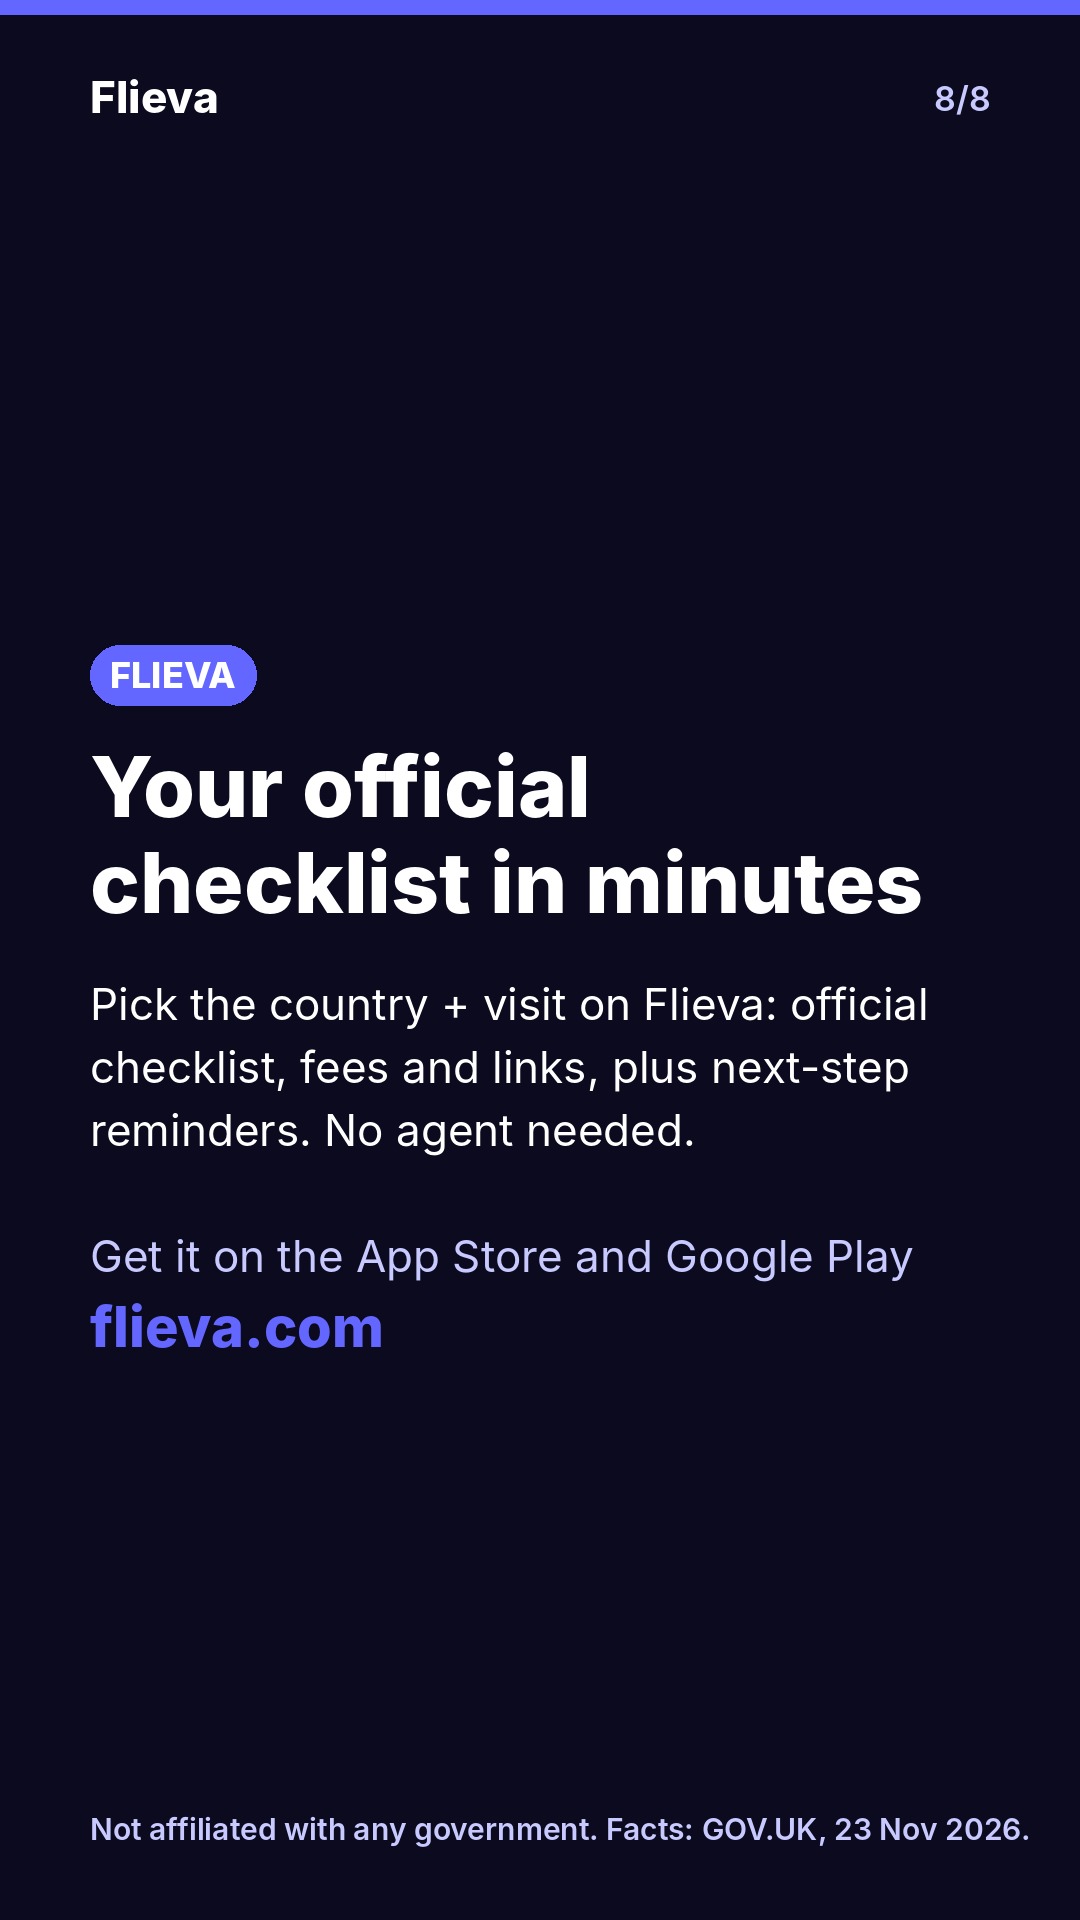 Flieva
8/8
FLIEVA
Your official
checklist in minutes
Pick the country + visit on Flieva: official
checklist, fees and links, plus next-step
reminders. No agent needed.
Get it on the App Store and Google Play
flieva.com
Not affiliated with any government. Facts: GOV.UK, 23 Nov 2026.